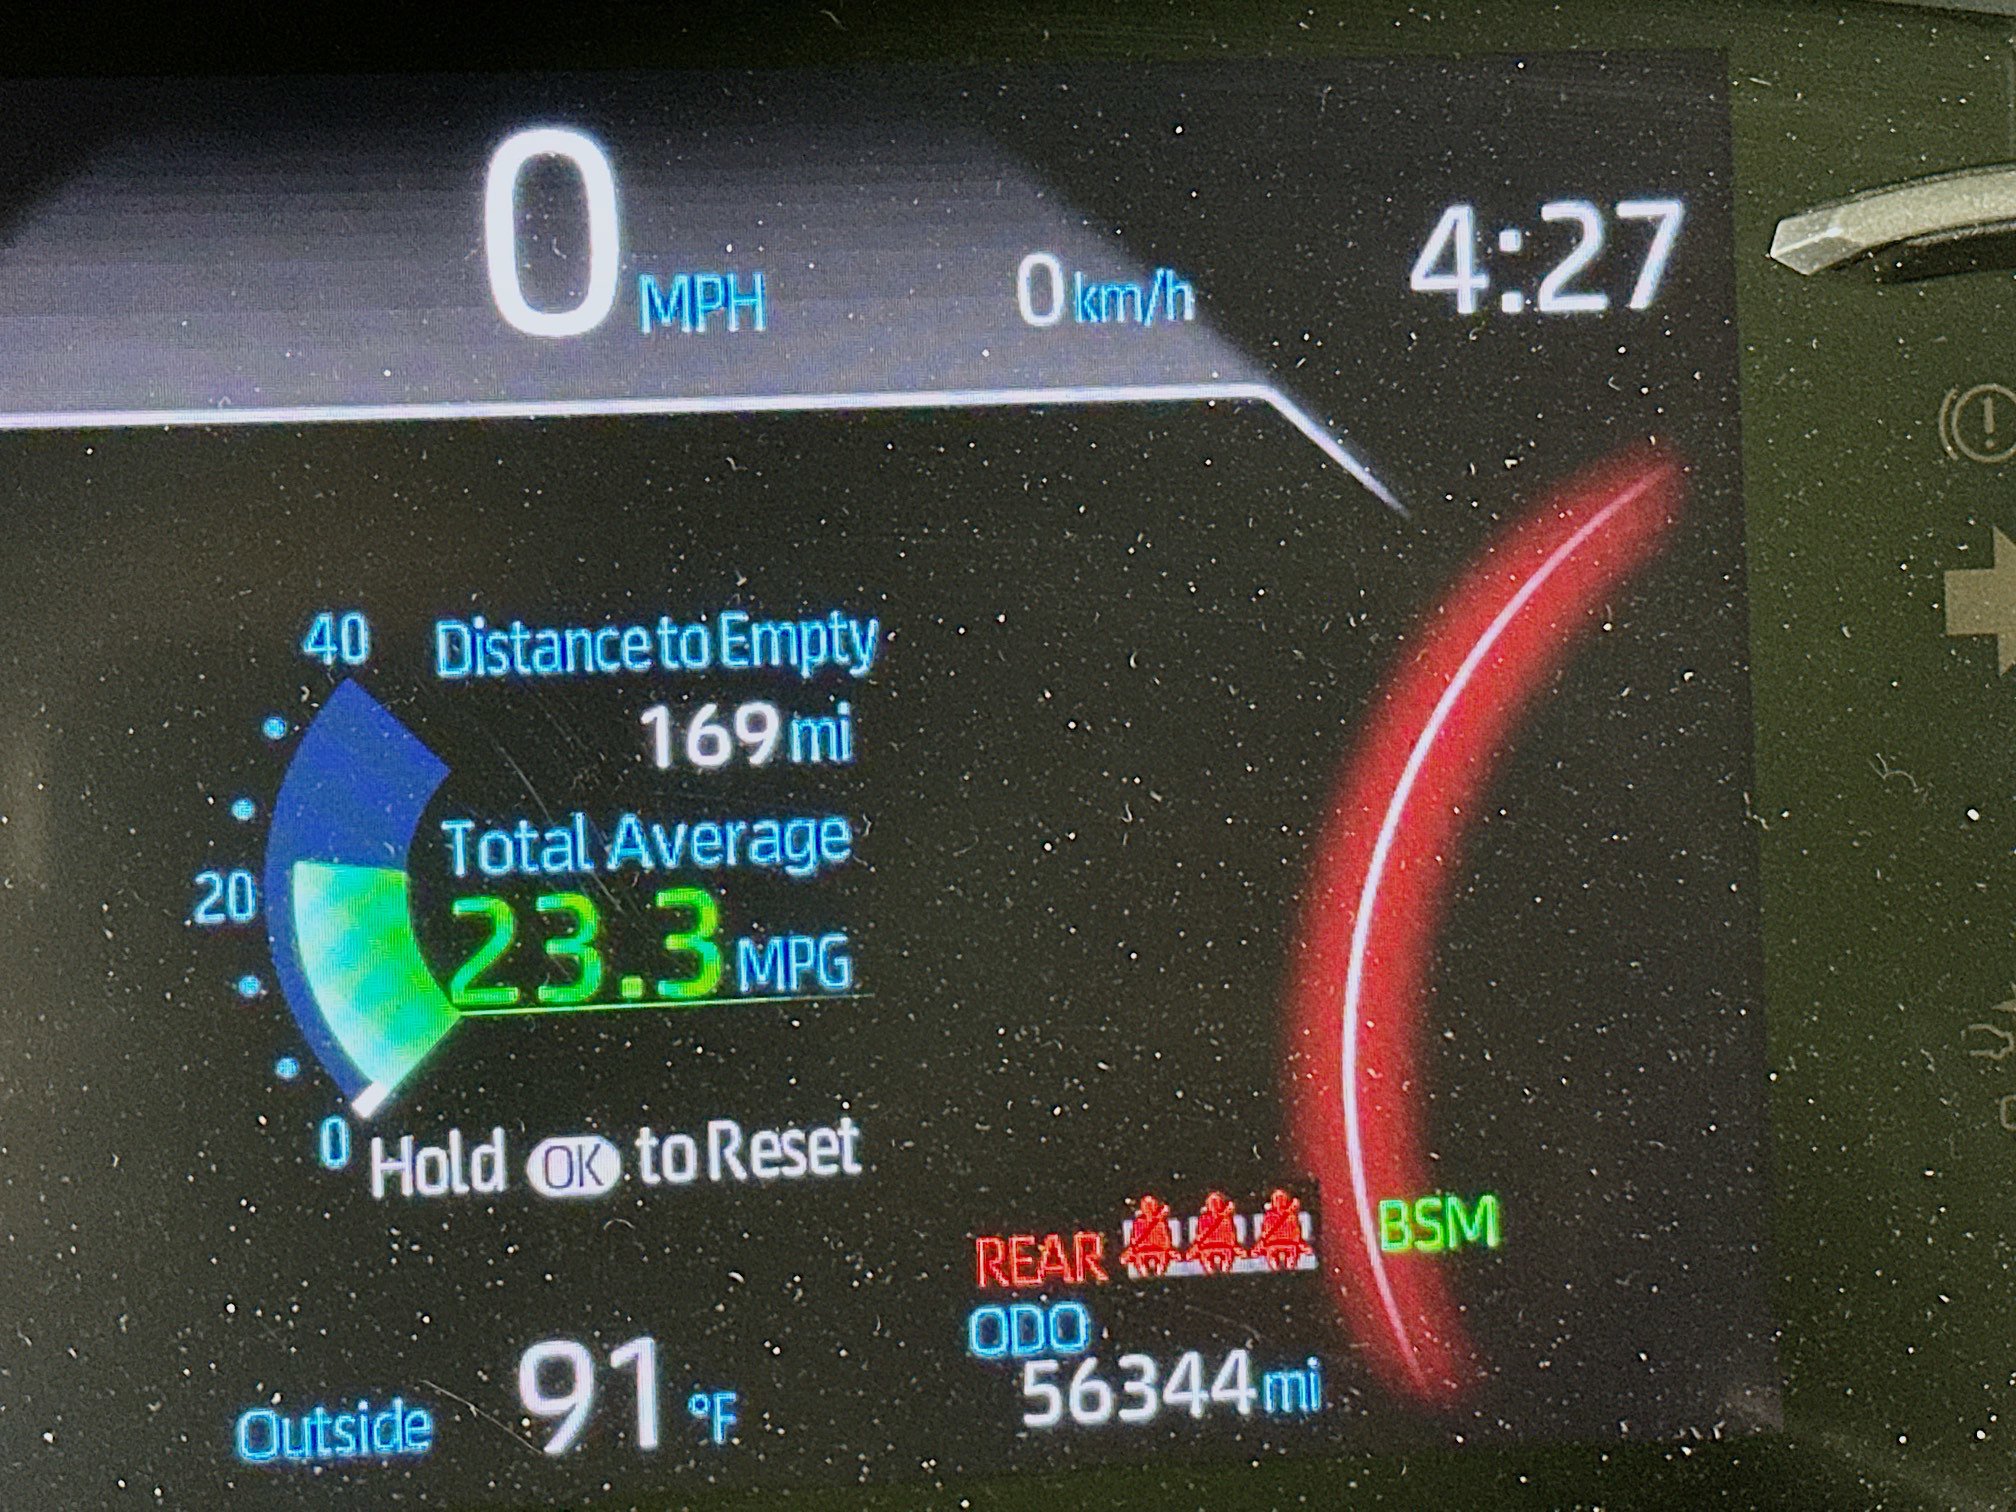 0 MPH
0 km/h
4:27
40
Distance to Empty
169 mi
Total Average
20
23.3 MPG
0
Hold OK to Reset
REAR
BSM
ODO
56344 mi
Outside 91 °F